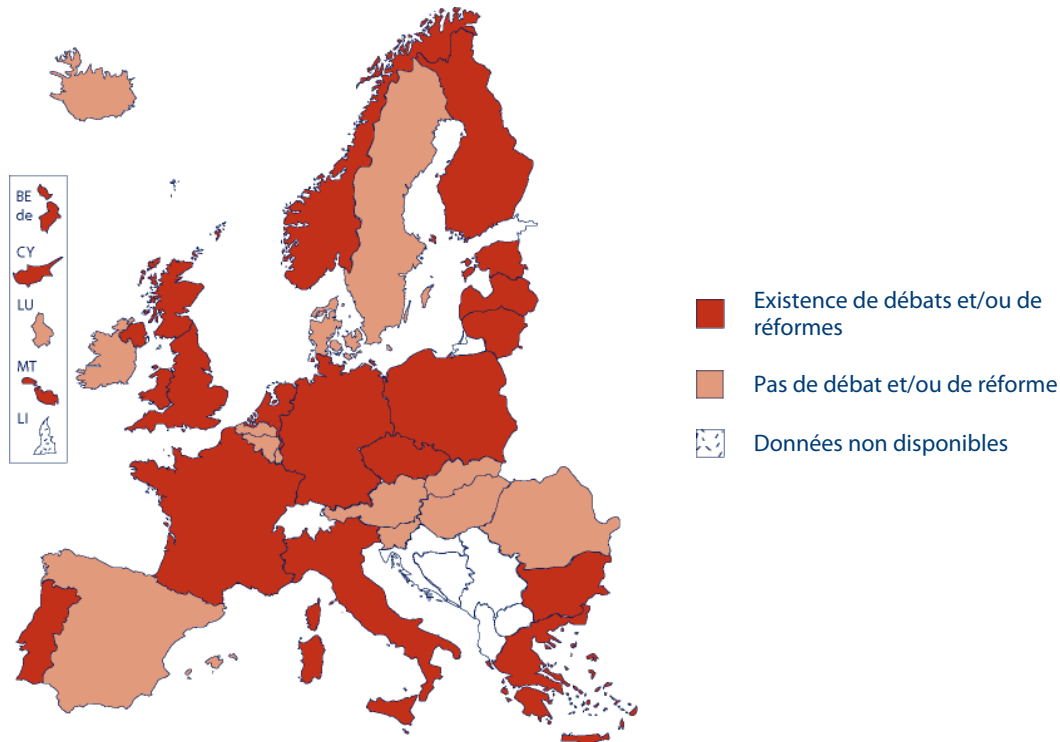 BE
de
CY
LU
MT
LI
Existence de débats et/ou de
réformes
Pas de débat et/ou de réforme
Données non disponibles